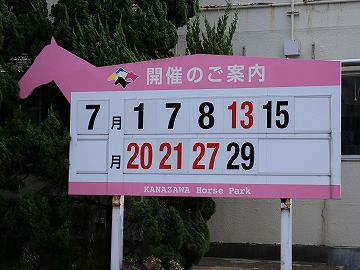 開催のご案内
7月 1 7 8 13 15
月 20 21 27 29
KANAZAWA Horse Park